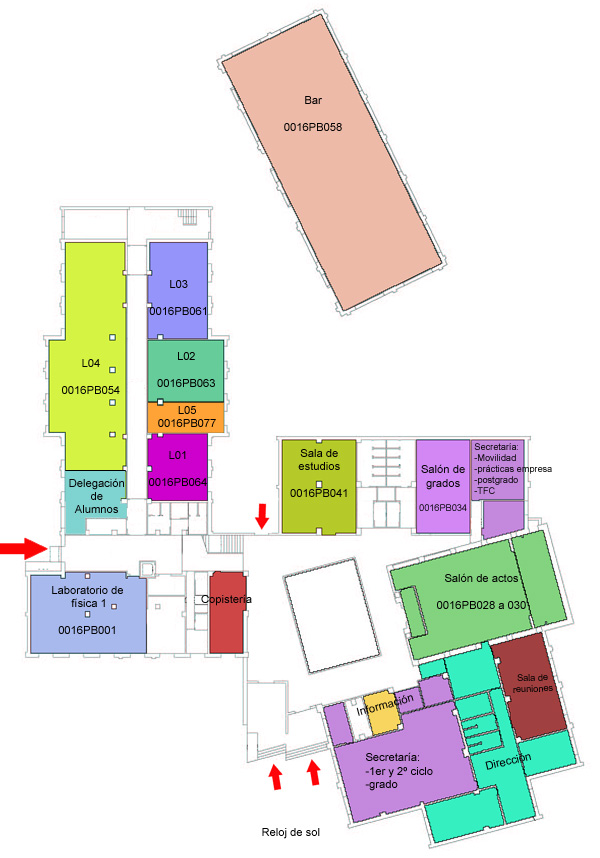 Bar
0016PB058
L03
0016PB061
L04
0016PB054
L02
0016PB063
L05
0016PB077
L01
0016PB064
Delegación
de
Alumnos
Sala de
estudios
0016PB041
Salón de
grados
0016PB034
Secretaría:
-Movilidad
-prácticas empresa
-postgrado
-TFC
Laboratorio de
física 1
0016PB001
Copistería
Salón de actos
0016PB028 a 030
Sala de
reuniones
Información
Secretaría:
-1er y 2º ciclo
-grado
Dirección
Reloj de sol